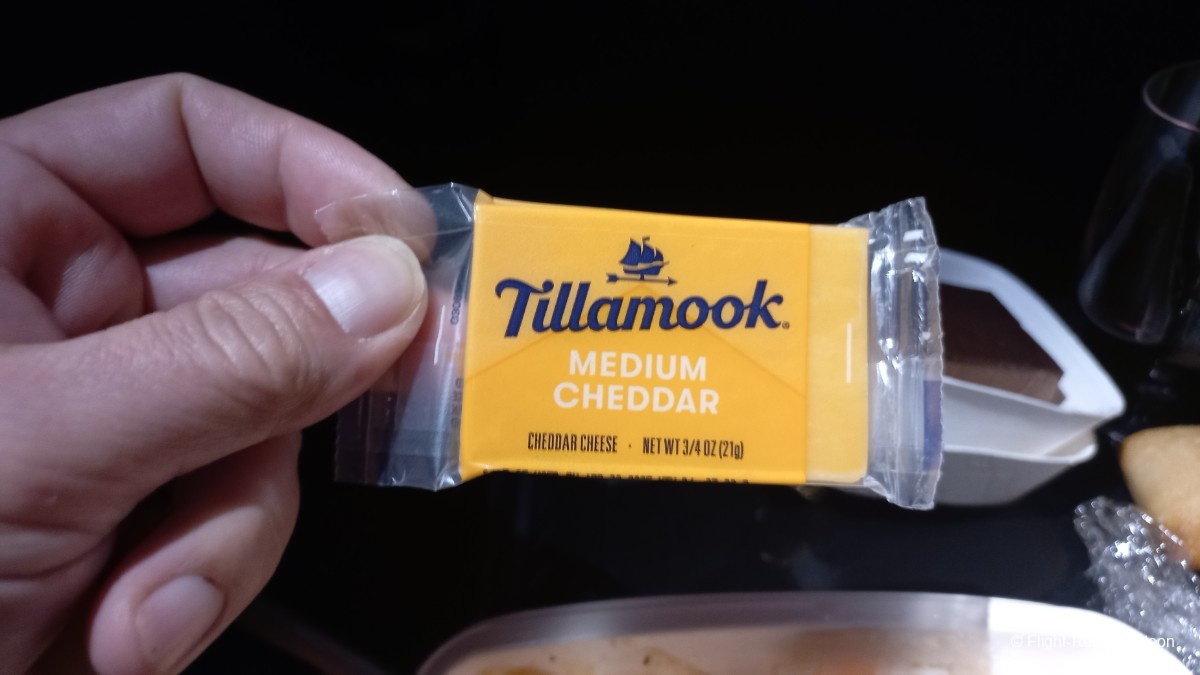 Tillamook®
MEDIUM
CHEDDAR
CHEDDAR CHEESE · NET WT 3/4 OZ (21g)